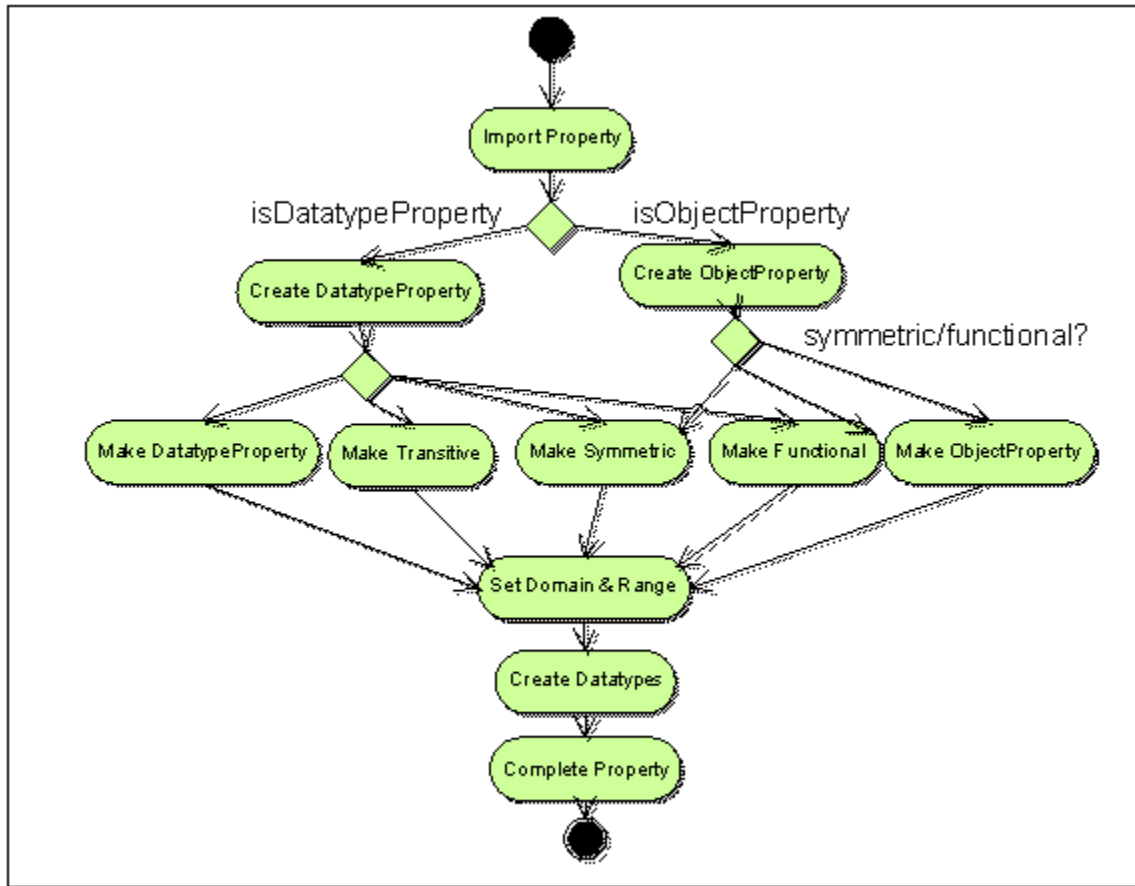 Import Property
isDatatypeProperty
isObjectProperty
Create DatatypeProperty
Create ObjectProperty
symmetric/functional?
Make DatatypeProperty
Make Transitive
Make Symmetric
Make Functional
Make ObjectProperty
Set Domain & Range
Create Datatypes
Complete Property